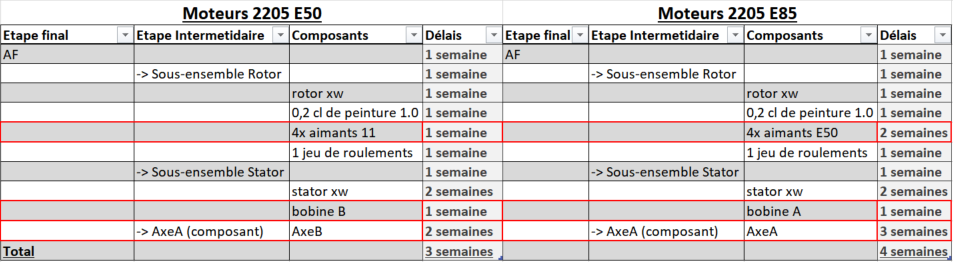 Moteurs 2205 E50 Moteurs 2205 E85
Etape final Etape Intermetidaire Composants Délais Etape final Etape Intermetidaire Composants Délais
AF 1 semaine AF 1 semaine
-> Sous-ensemble Rotor 1 semaine -> Sous-ensemble Rotor 1 semaine
rotor xw 1 semaine rotor xw 1 semaine
0,2 cl de peinture 1.0 1 semaine 0,2 cl de peinture 1.0 1 semaine
4x aimants 11 1 semaine 4x aimants E50 2 semaines
1 jeu de roulements 1 semaine 1 jeu de roulements 1 semaine
-> Sous-ensemble Stator 1 semaine -> Sous-ensemble Stator 1 semaine
stator xw 2 semaines stator xw 2 semaines
bobine B 1 semaine bobine A 1 semaine
-> AxeA (composant) AxeB 2 semaines -> AxeA (composant) AxeA 3 semaines
Total 3 semaines 4 semaines